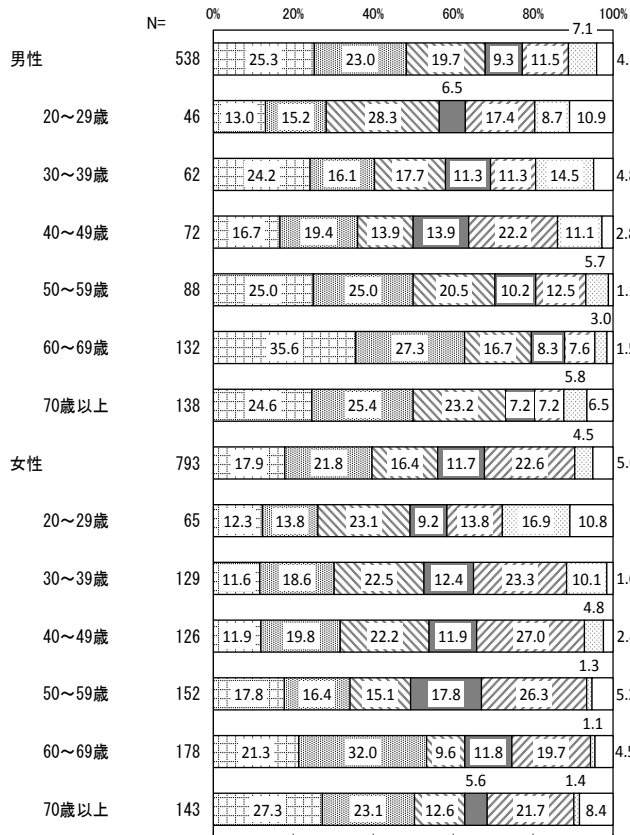 N=
0% 20% 40% 60% 80% 100%
7.1
男性 538 25.3 23.0 19.7 9.3 11.5
6.5
20～29歳 46 13.0 15.2 28.3 17.4 8.7 10.9
30～39歳 62 24.2 16.1 17.7 11.3 11.3 14.5 4.8
40～49歳 72 16.7 19.4 13.9 13.9 22.2 11.1 2.8
5.7
50～59歳 88 25.0 25.0 20.5 10.2 12.5
3.0
60～69歳 132 35.6 27.3 16.7 8.3 7.6
5.8
70歳以上 138 24.6 25.4 23.2 7.2 7.2 6.5
4.5
女性 793 17.9 21.8 16.4 11.7 22.6
20～29歳 65 12.3 13.8 23.1 9.2 13.8 16.9 10.8
30～39歳 129 11.6 18.6 22.5 12.4 23.3 10.1
4.8
40～49歳 126 11.9 19.8 22.2 11.9 27.0
1.3
50～59歳 152 17.8 16.4 15.1 17.8 26.3
1.1
60～69歳 178 21.3 32.0 9.6 11.8 19.7 4.5
5.6 1.4
70歳以上 143 27.3 23.1 12.6 21.7 8.4